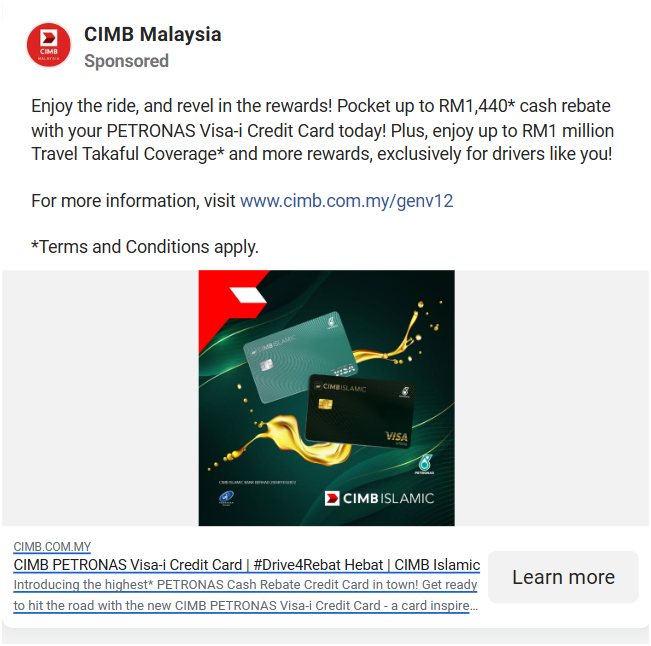 CIMB
MALAYSIA
CIMB Malaysia
Sponsored
Enjoy the ride, and revel in the rewards! Pocket up to RM1,440* cash rebate
with your PETRONAS Visa-i Credit Card today! Plus, enjoy up to RM1 million
Travel Takaful Coverage* and more rewards, exclusively for drivers like you!
For more information, visit www.cimb.com.my/genv12
*Terms and Conditions apply.
CIMB ISLAMIC
VISA
CIMB ISLAMIC
VISA
Infinite
PETRONAS
CIMB ISLAMIC BANK BERHAD
CIMB ISLAMIC
CIMB.COM.MY
CIMB PETRONAS Visa-i Credit Card | #Drive4Rebat Hebat | CIMB Islamic
Introducing the highest* PETRONAS Cash Rebate Credit Card in town! Get ready
to hit the road with the new CIMB PETRONAS Visa-i Credit Card - a card inspire…
Learn more